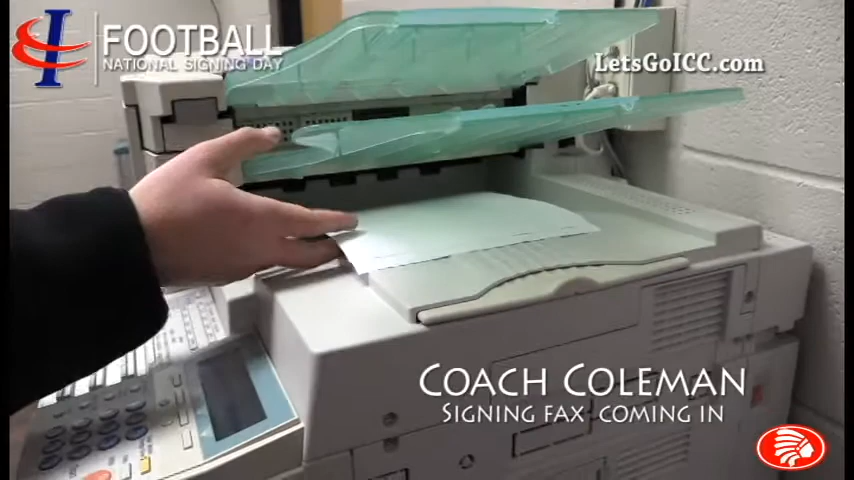 FOOTBALL
NATIONAL SIGNING DAY
LetsGoICC.com
Coach Coleman
Signing fax coming in